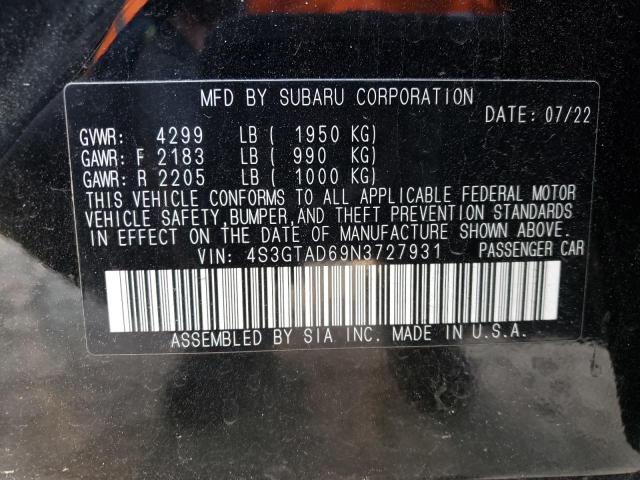 MFD BY SUBARU CORPORATION
DATE: 07/22
GVWR: 4299 LB ( 1950 KG)
GAWR: F 2183 LB ( 990 KG)
GAWR: R 2205 LB ( 1000 KG)
THIS VEHICLE CONFORMS TO ALL APPLICABLE FEDERAL MOTOR
VEHICLE SAFETY,BUMPER,AND THEFT PREVENTION STANDARDS
IN EFFECT ON THE DATE OF MANUFACTURE SHOWN ABOVE.
VIN: 4S3GTAD69N3727931 PASSENGER CAR
ASSEMBLED BY SIA INC. MADE IN U.S.A.